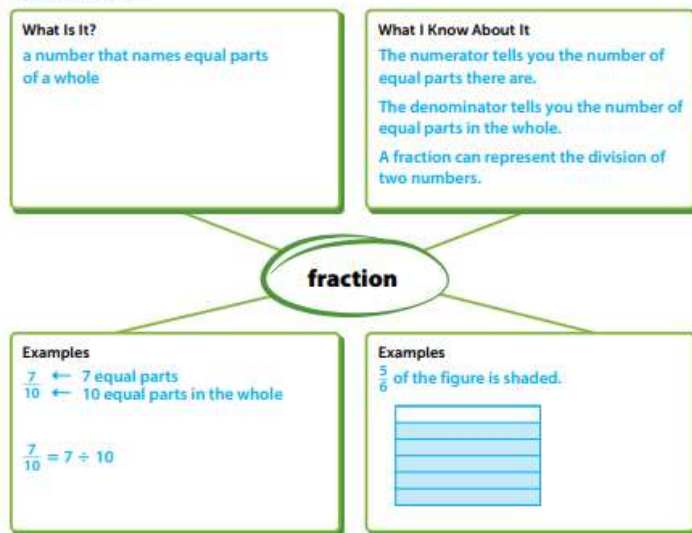 What Is It?
a number that names equal parts
of a whole
What I Know About It
The numerator tells you the number of
equal parts there are.
The denominator tells you the number of
equal parts in the whole.
A fraction can represent the division of
two numbers.
fraction
Examples
7/10 ← 7 equal parts
← 10 equal parts in the whole
7/10 = 7 ÷ 10
Examples
5/6 of the figure is shaded.